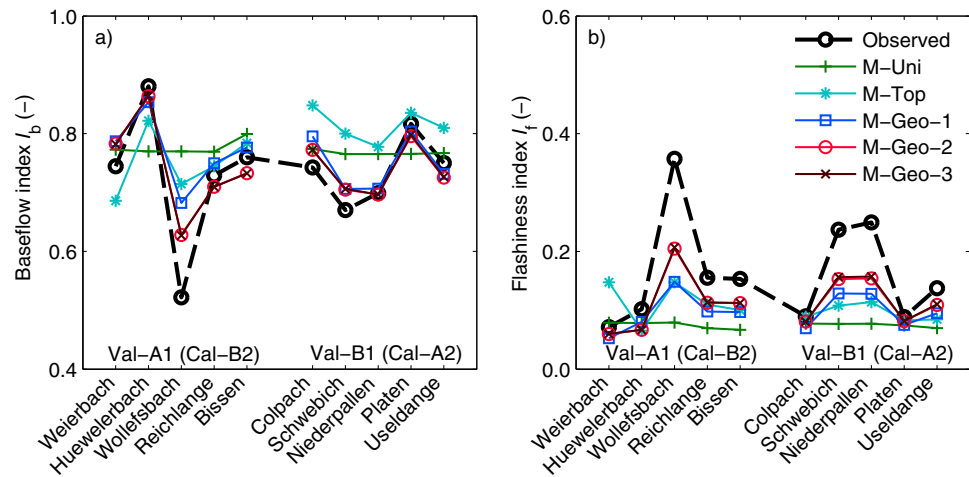 a)
Baseflow index I_b (−)
1.0
0.8
0.6
0.4
Val−A1 (Cal−B2)
Val−B1 (Cal−A2)
Weierbach
Huewelerbach
Wollefsbach
Reichlange
Bissen
Colpach
Schwebich
Niederpallen
Platen
Useldange
b)
Flashiness index I_f (−)
0.6
0.4
0.2
0.0
Observed
M−Uni
M−Top
M−Geo−1
M−Geo−2
M−Geo−3
Val−A1 (Cal−B2)
Val−B1 (Cal−A2)
Weierbach
Huewelerbach
Wollefsbach
Reichlange
Bissen
Colpach
Schwebich
Niederpallen
Platen
Useldange